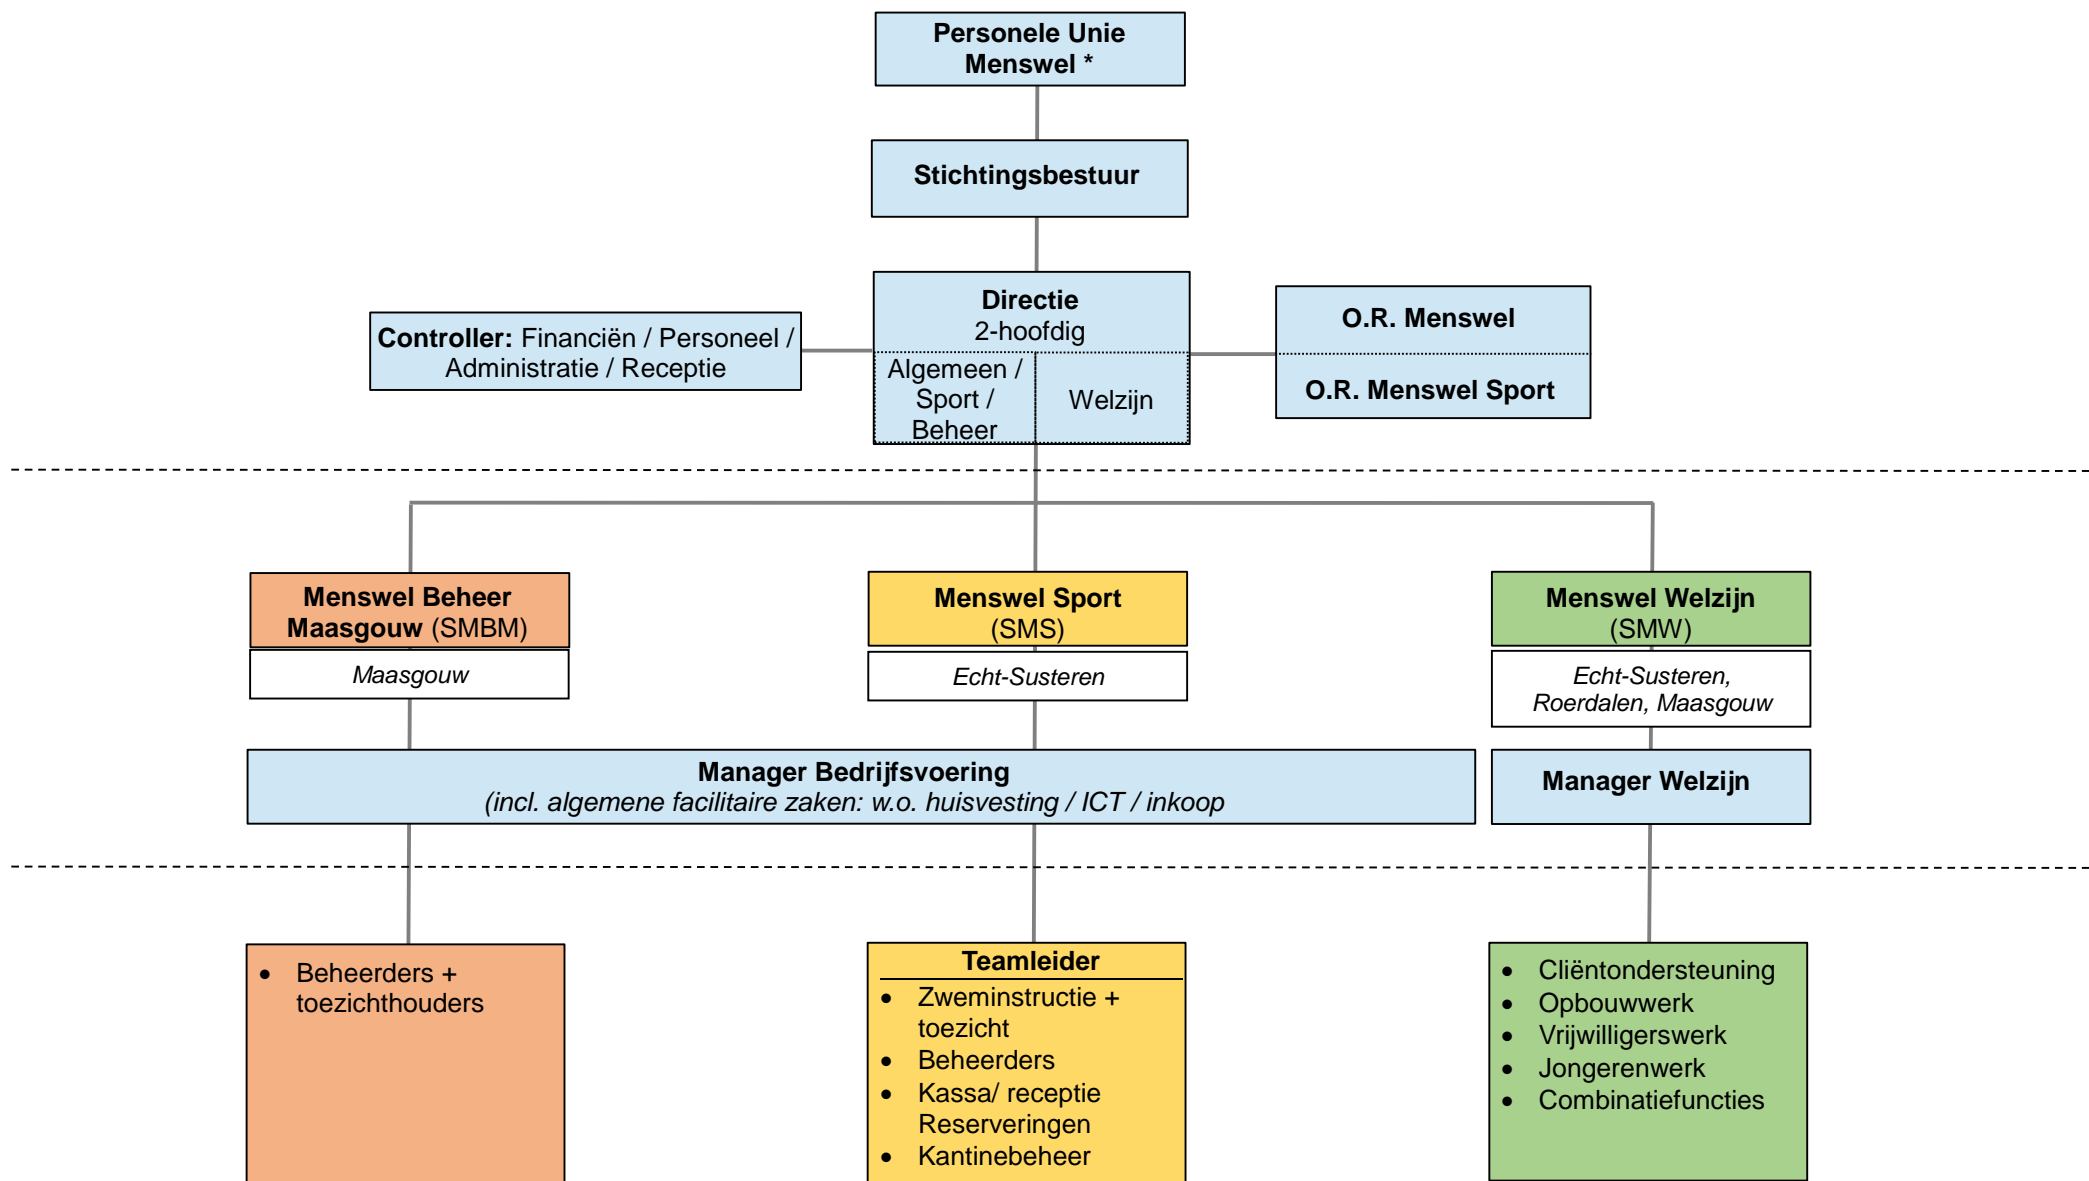 Personele Unie
Menswel *
Stichtingsbestuur
Directie
2-hoofdig
Algemeen /
Sport /
Beheer
Welzijn
Controller: Financiën / Personeel /
Administratie / Receptie
O.R. Menswel
O.R. Menswel Sport
Menswel Beheer
Maasgouw (SMBM)
Maasgouw
Menswel Sport
(SMS)
Echt-Susteren
Menswel Welzijn
(SMW)
Echt-Susteren,
Roerdalen, Maasgouw
Manager Bedrijfsvoering
(incl. algemene facilitaire zaken: w.o. huisvesting / ICT / inkoop
Manager Welzijn
• Beheerders +
toezichthouders
Teamleider
• Zweminstructie +
toezicht
• Beheerders
• Kassa/ receptie
Reserveringen
• Kantinebeheer
• Cliëntondersteuning
• Opbouwwerk
• Vrijwilligerswerk
• Jongerenwerk
• Combinatiefuncties